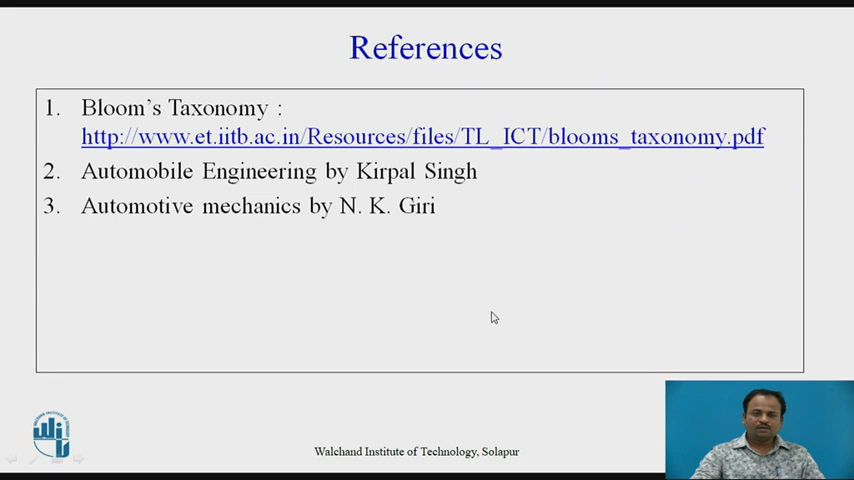 References
1. Bloom's Taxonomy :
http://www.et.iitb.ac.in/Resources/files/TL_ICT/blooms_taxonomy.pdf
2. Automobile Engineering by Kirpal Singh
3. Automotive mechanics by N. K. Giri
Walchand Institute of Technology, Solapur